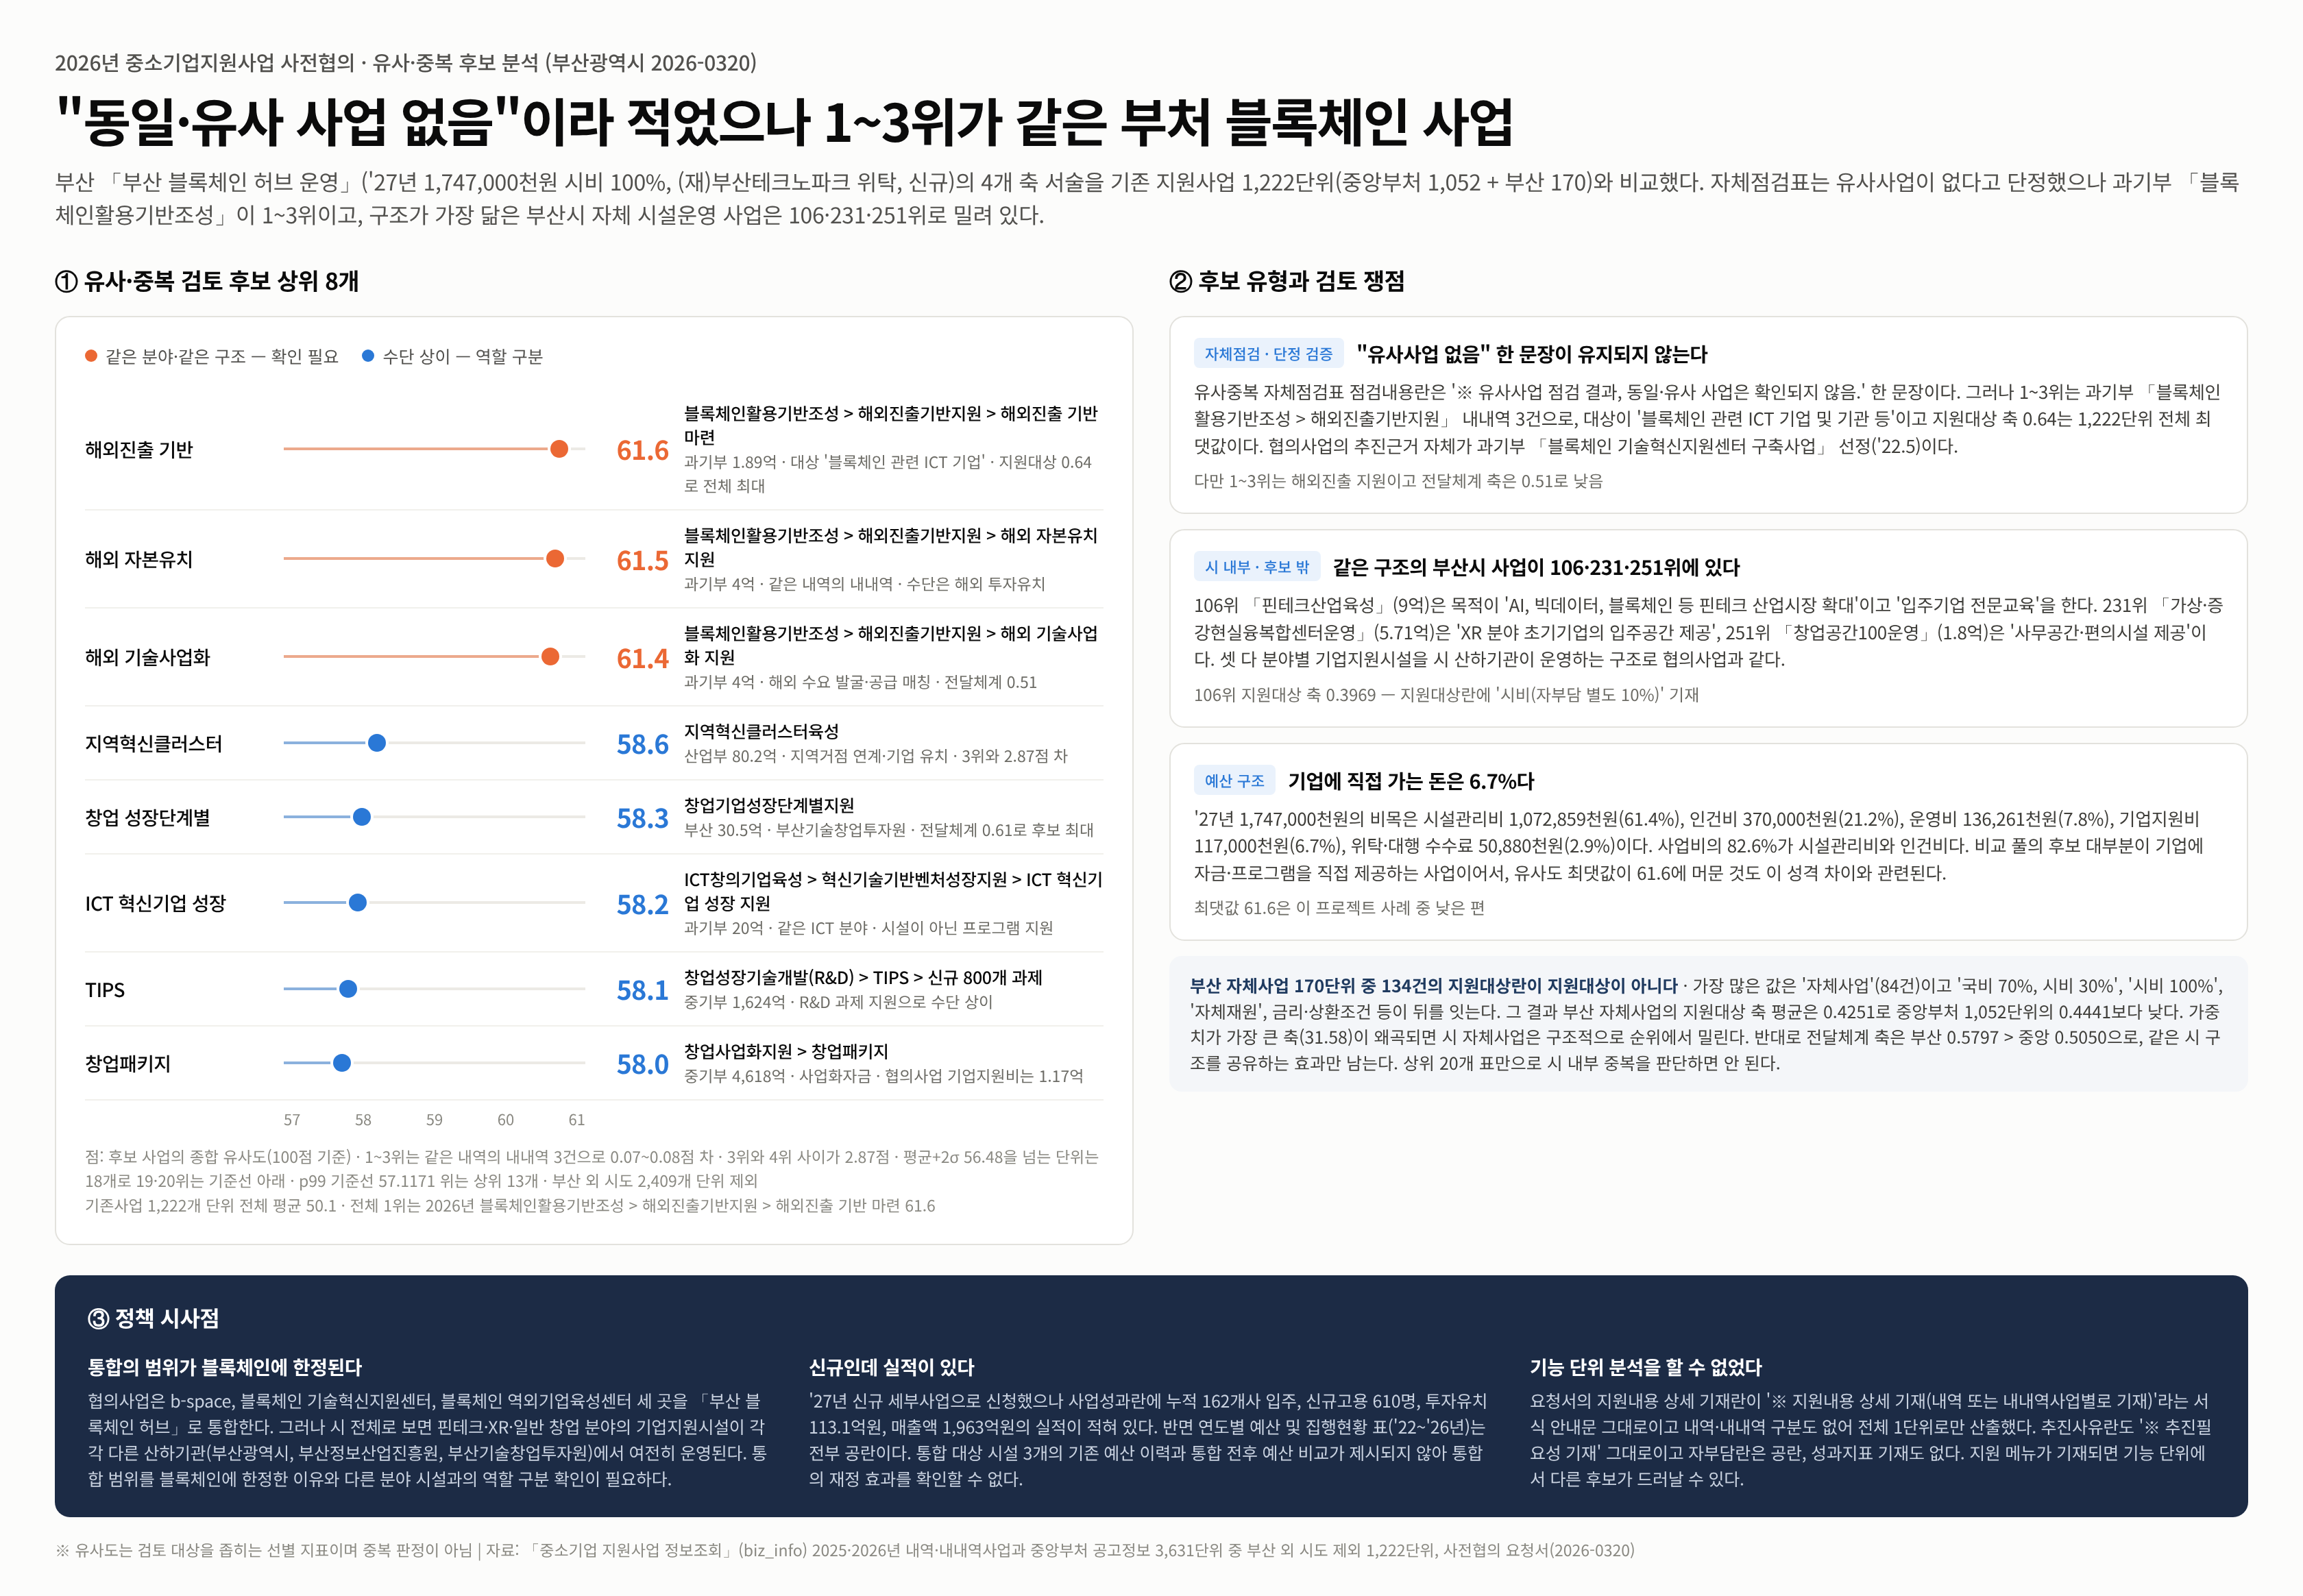 2026년 중소기업지원사업 사전협의 · 유사·중복 후보 분석 (부산광역시 2026-0320)
"동일·유사 사업 없음"이라 적었으나 1~3위가 같은 부처 블록체인 사업
부산 「부산 블록체인 허브 운영」('27년 1,747,000천원 시비 100%, (재)부산테크노파크 위탁, 신규)의 4개 축 서술을 기존 지원사업 1,222단위(중앙부처 1,052 + 부산 170)와 비교했다. 자체점검표는 유사사업이 없다고 단정했으나 과기부 「블록
체인활용기반조성」이 1~3위이고, 구조가 가장 닮은 부산시 자체 시설운영 사업은 106·231·251위로 밀려 있다.
① 유사·중복 검토 후보 상위 8개
같은 분야·같은 구조 — 확인 필요
수단 상이 — 역할 구분
해외진출 기반
61.6
블록체인활용기반조성 > 해외진출기반지원 > 해외진출 기반
마련
과기부 1.89억 · 대상 '블록체인 관련 ICT 기업' · 지원대상 0.64
로 전체 최대
해외 자본유치
61.5
블록체인활용기반조성 > 해외진출기반지원 > 해외 자본유치
지원
과기부 4억 · 같은 내역의 내내역 · 수단은 해외 투자유치
해외 기술사업화
61.4
블록체인활용기반조성 > 해외진출기반지원 > 해외 기술사업
화 지원
과기부 4억 · 해외 수요 발굴·공급 매칭 · 전달체계 0.51
지역혁신클러스터
58.6
지역혁신클러스터육성
산업부 80.2억 · 지역거점 연계·기업 유치 · 3위와 2.87점 차
창업 성장단계별
58.3
창업기업성장단계별지원
부산 30.5억 · 부산기술창업투자원 · 전달체계 0.61로 후보 최대
ICT 혁신기업 성장
58.2
ICT창의기업육성 > 혁신기술기반벤처성장지원 > ICT 혁신기
업 성장 지원
과기부 20억 · 같은 ICT 분야 · 시설이 아닌 프로그램 지원
TIPS
58.1
창업성장기술개발(R&D) > TIPS > 신규 800개 과제
중기부 1,624억 · R&D 과제 지원으로 수단 상이
창업패키지
58.0
창업사업화지원 > 창업패키지
중기부 4,618억 · 사업화자금 · 협의사업 기업지원비는 1.17억
57 58 59 60 61
점: 후보 사업의 종합 유사도(100점 기준) · 1~3위는 같은 내역의 내내역 3건으로 0.07~0.08점 차 · 3위와 4위 사이가 2.87점 · 평균+2σ 56.48을 넘는 단위는
18개로 19·20위는 기준선 아래 · p99 기준선 57.1171 위는 상위 13개 · 부산 외 시도 2,409개 단위 제외
기존사업 1,222개 단위 전체 평균 50.1 · 전체 1위는 2026년 블록체인활용기반조성 > 해외진출기반지원 > 해외진출 기반 마련 61.6
② 후보 유형과 검토 쟁점
자체점검 · 단정 검증
"유사사업 없음" 한 문장이 유지되지 않는다
유사중복 자체점검표 점검내용란은 '※ 유사사업 점검 결과, 동일·유사 사업은 확인되지 않음.' 한 문장이다. 그러나 1~3위는 과기부 「블록체인
활용기반조성 > 해외진출기반지원」 내내역 3건으로, 대상이 '블록체인 관련 ICT 기업 및 기관 등'이고 지원대상 축 0.64는 1,222단위 전체 최
댓값이다. 협의사업의 추진근거 자체가 과기부 「블록체인 기술혁신지원센터 구축사업」 선정('22.5)이다.
다만 1~3위는 해외진출 지원이고 전달체계 축은 0.51로 낮음
시 내부 · 후보 밖
같은 구조의 부산시 사업이 106·231·251위에 있다
106위 「핀테크산업육성」(9억)은 목적이 'AI, 빅데이터, 블록체인 등 핀테크 산업시장 확대'이고 '입주기업 전문교육'을 한다. 231위 「가상·증
강현실융복합센터운영」(5.71억)은 'XR 분야 초기기업의 입주공간 제공', 251위 「창업공간100운영」(1.8억)은 '사무공간·편의시설 제공'이
다. 셋 다 분야별 기업지원시설을 시 산하기관이 운영하는 구조로 협의사업과 같다.
106위 지원대상 축 0.3969 — 지원대상란에 '시비(자부담 별도 10%)' 기재
예산 구조
기업에 직접 가는 돈은 6.7%다
'27년 1,747,000천원의 비목은 시설관리비 1,072,859천원(61.4%), 인건비 370,000천원(21.2%), 운영비 136,261천원(7.8%), 기업지원비
117,000천원(6.7%), 위탁·대행 수수료 50,880천원(2.9%)이다. 사업비의 82.6%가 시설관리비와 인건비다. 비교 풀의 후보 대부분이 기업에
자금·프로그램을 직접 제공하는 사업이어서, 유사도 최댓값이 61.6에 머문 것도 이 성격 차이와 관련된다.
최댓값 61.6은 이 프로젝트 사례 중 낮은 편
부산 자체사업 170단위 중 134건의 지원대상란이 지원대상이 아니다 · 가장 많은 값은 '자체사업'(84건)이고 '국비 70%, 시비 30%', '시비 100%',
'자체재원', 금리·상환조건 등이 뒤를 잇는다. 그 결과 부산 자체사업의 지원대상 축 평균은 0.4251로 중앙부처 1,052단위의 0.4441보다 낮다. 가중
치가 가장 큰 축(31.58)이 왜곡되면 시 자체사업은 구조적으로 순위에서 밀린다. 반대로 전달체계 축은 부산 0.5797 > 중앙 0.5050으로, 같은 시 구
조를 공유하는 효과만 남는다. 상위 20개 표만으로 시 내부 중복을 판단하면 안 된다.
③ 정책 시사점
통합의 범위가 블록체인에 한정된다
협의사업은 b-space, 블록체인 기술혁신지원센터, 블록체인 역외기업육성센터 세 곳을 「부산 블
록체인 허브」로 통합한다. 그러나 시 전체로 보면 핀테크·XR·일반 창업 분야의 기업지원시설이 각
각 다른 산하기관(부산광역시, 부산정보산업진흥원, 부산기술창업투자원)에서 여전히 운영된다. 통
합 범위를 블록체인에 한정한 이유와 다른 분야 시설과의 역할 구분 확인이 필요하다.
신규인데 실적이 있다
'27년 신규 세부사업으로 신청했으나 사업성과란에 누적 162개사 입주, 신규고용 610명, 투자유치
113.1억원, 매출액 1,963억원의 실적이 적혀 있다. 반면 연도별 예산 및 집행현황 표('22~'26년)는
전부 공란이다. 통합 대상 시설 3개의 기존 예산 이력과 통합 전후 예산 비교가 제시되지 않아 통합
의 재정 효과를 확인할 수 없다.
기능 단위 분석을 할 수 없었다
요청서의 지원내용 상세 기재란이 '※ 지원내용 상세 기재(내역 또는 내내역사업별로 기재)'라는 서
식 안내문 그대로이고 내역·내내역 구분도 없어 전체 1단위로만 산출했다. 추진사유란도 '※ 추진필
요성 기재' 그대로이고 자부담란은 공란, 성과지표 기재도 없다. 지원 메뉴가 기재되면 기능 단위에
서 다른 후보가 드러날 수 있다.
※ 유사도는 검토 대상을 좁히는 선별 지표이며 중복 판정이 아님 | 자료: 「중소기업 지원사업 정보조회」(biz_info) 2025·2026년 내역·내내역사업과 중앙부처 공고정보 3,631단위 중 부산 외 시도 제외 1,222단위, 사전협의 요청서(2026-0320)